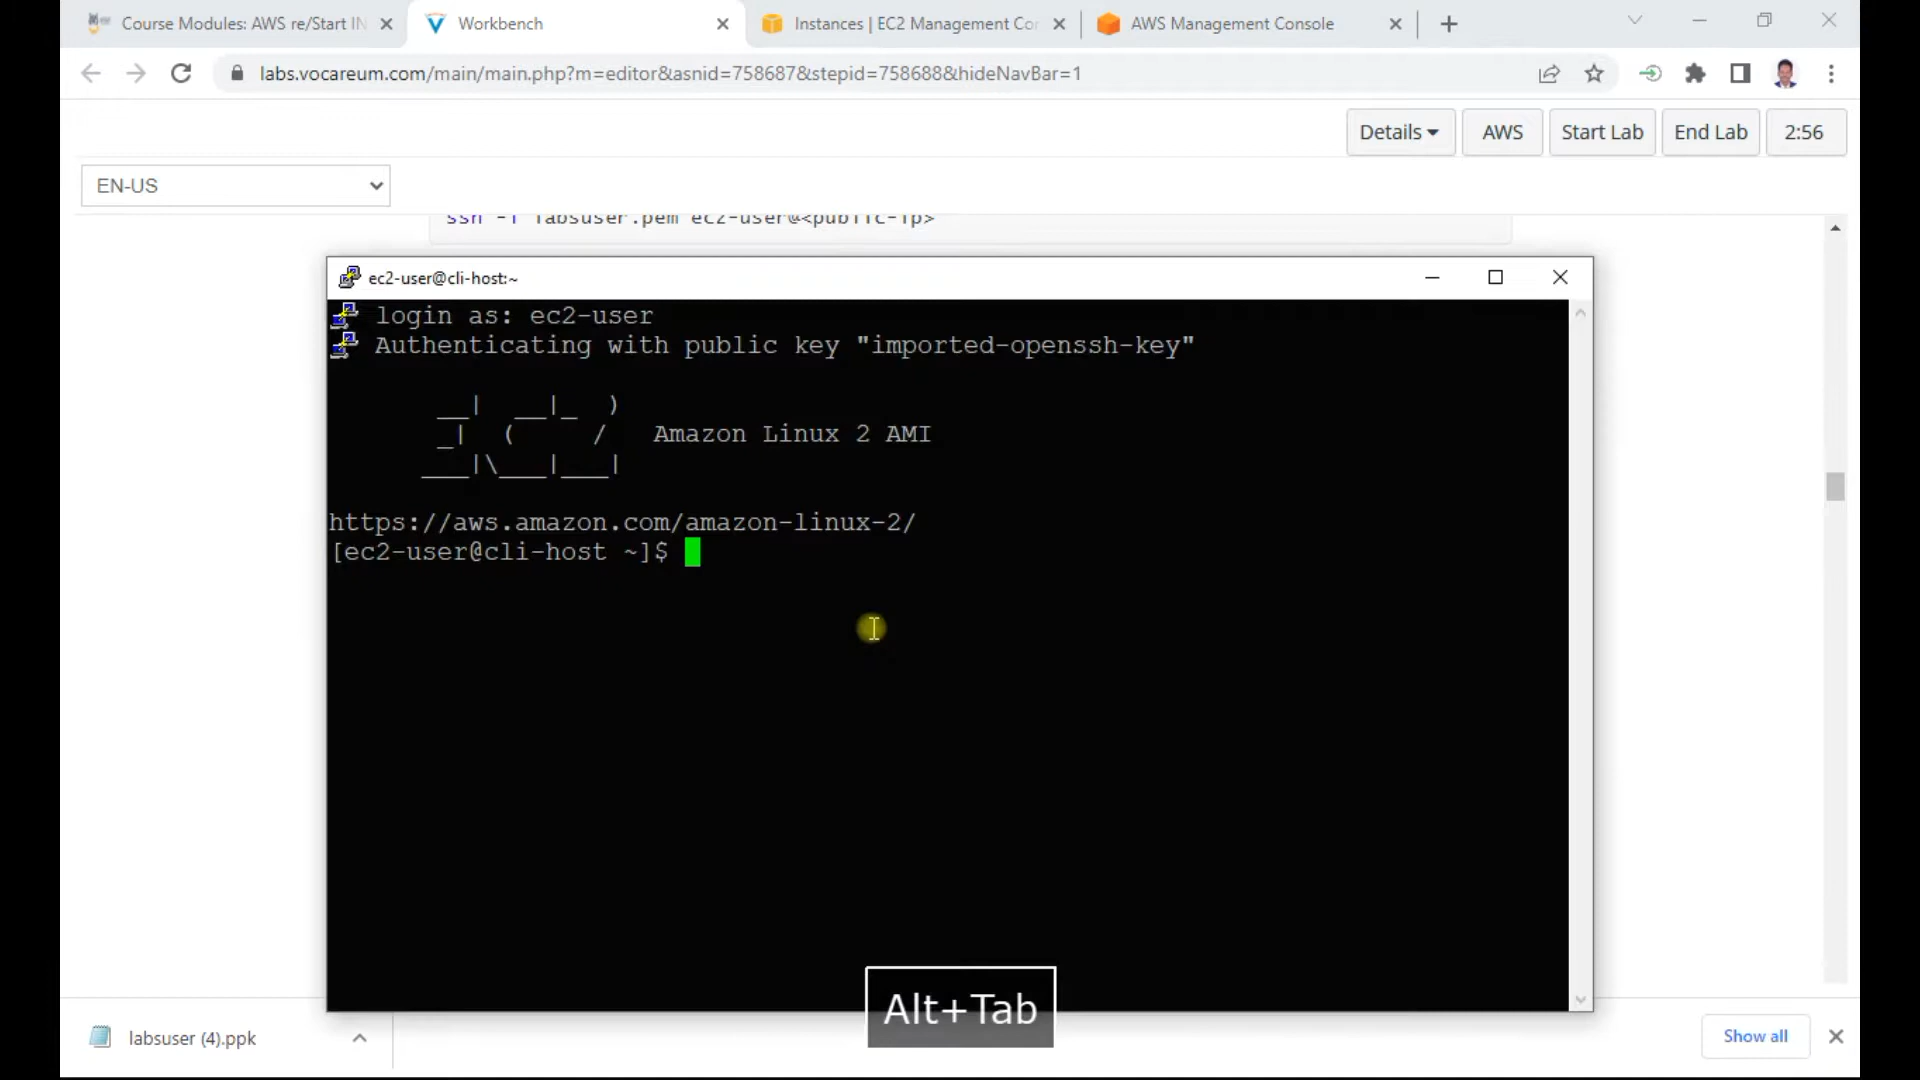 Course Modules: AWS re/Start IN
Workbench
Instances | EC2 Management Cor
AWS Management Console
labs.vocareum.com/main/main.php?m=editor&asnid=758687&stepid=758688&hideNavBar=1
Details
AWS
Start Lab
End Lab
2:56
EN-US
ssh -i labsuser.pem ec2-user@<public-ip>
ec2-user@cli-host:~
login as: ec2-user
Authenticating with public key "imported-openssh-key"
__|  __|_  )
_|  (     /   Amazon Linux 2 AMI
___|\___|___|
https://aws.amazon.com/amazon-linux-2/
[ec2-user@cli-host ~]$
Alt+Tab
labsuser (4).ppk
Show all